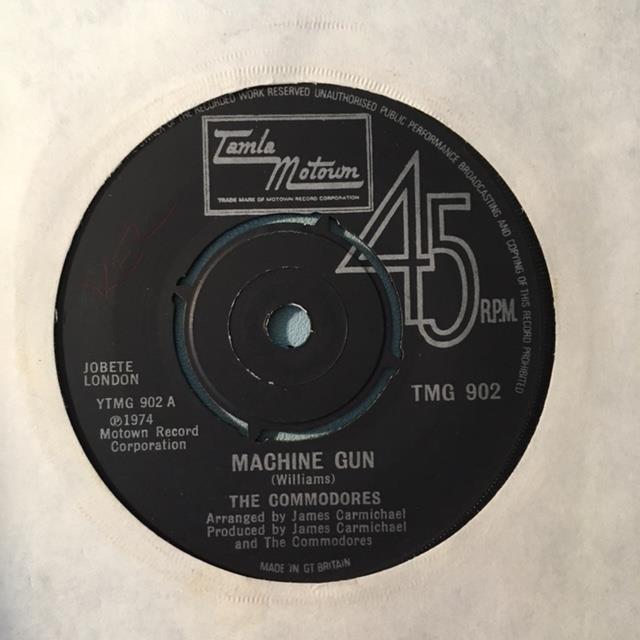 OF THE RECORDED WORK RESERVED UNAUTHORISED PUBLIC PERFORMANCE BROADCASTING AND COPYING OF THIS RECORD PROHIBITED
Tamla
Motown
TRADE MARK OF MOTOWN RECORD CORPORATION
45
R.P.M.
JOBETE
LONDON
YTMG 902 A
℗1974
Motown Record
Corporation
TMG 902
MACHINE GUN
(Williams)
THE COMMODORES
Arranged by James Carmichael
Produced by James Carmichael
and The Commodores
MADE IN GT BRITAIN